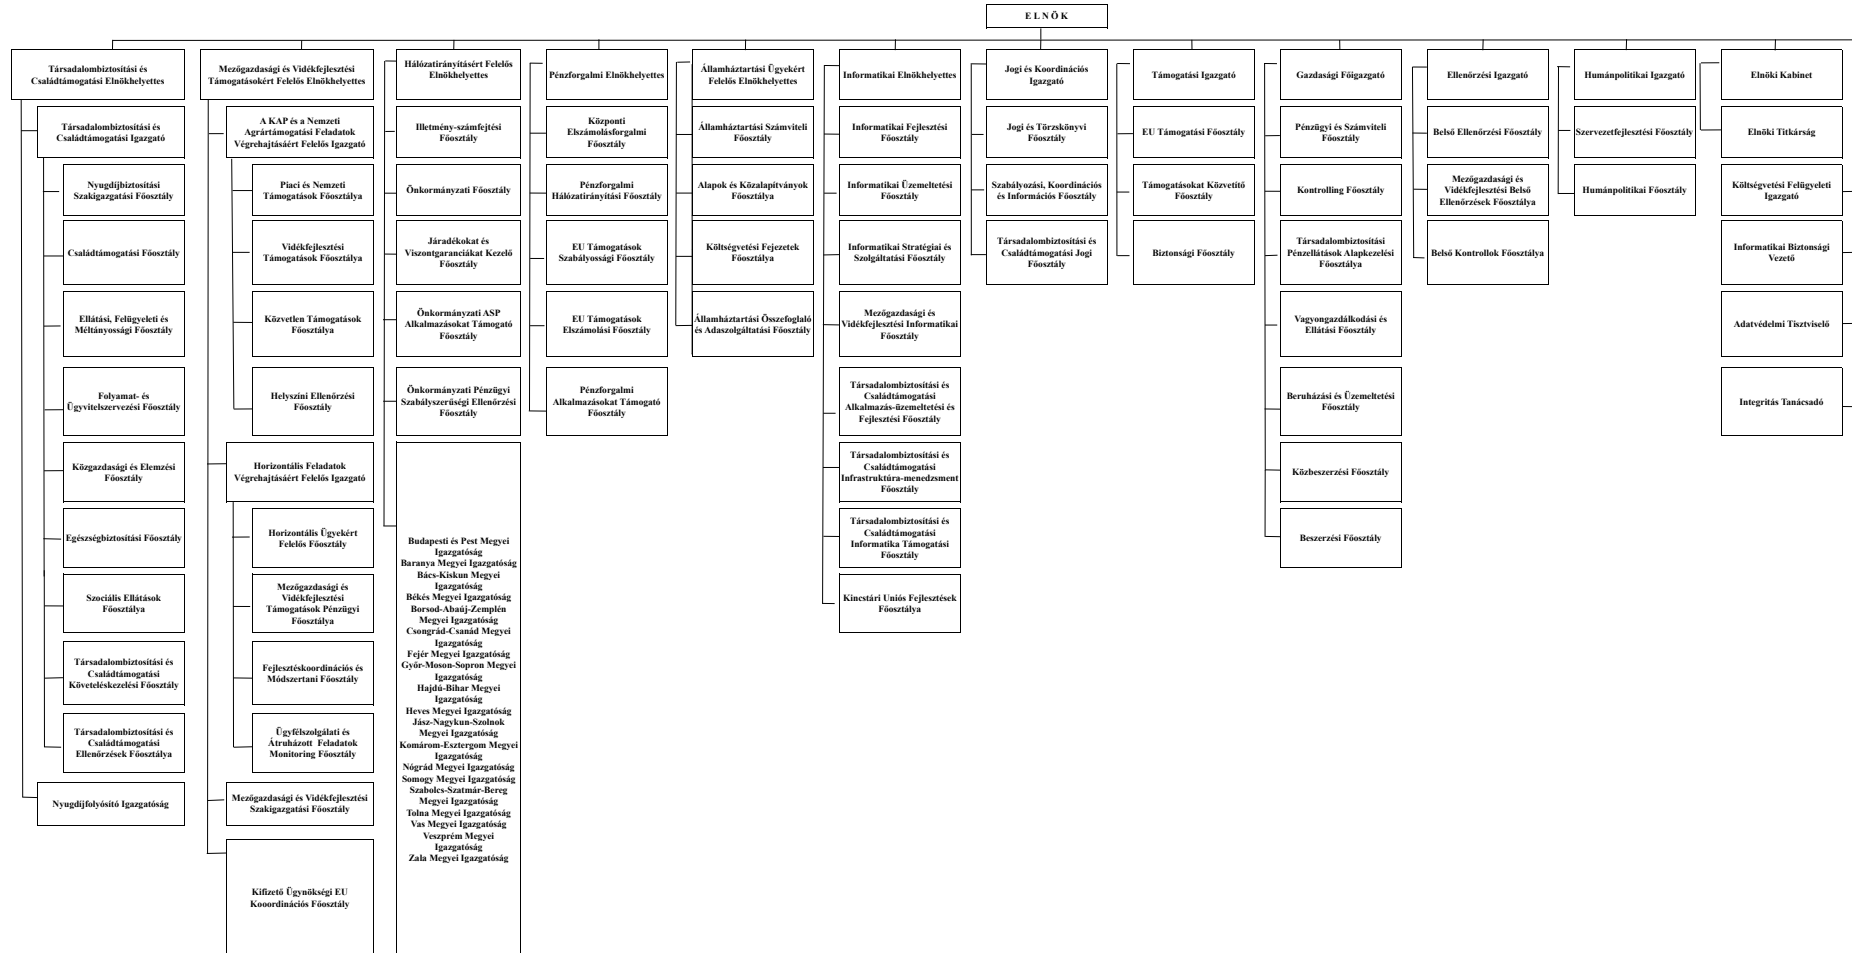 E L N Ö K
Társadalombiztosítási és
Családtámogatási Elnökhelyettes
Társadalombiztosítási és
Családtámogatási Igazgató
Nyugdíjbiztosítási
Szakigazgatási Főosztály
Családtámogatási Főosztály
Ellátási, Felügyeleti és
Méltányossági Főosztály
Folyamat- és
Ügyvitelszervezési Főosztály
Közgazdasági és Elemzési
Főosztály
Egészségbiztosítási Főosztály
Szociális Ellátások
Főosztálya
Társadalombiztosítási és
Családtámogatási
Követeléskezelési Főosztály
Társadalombiztosítási és
Családtámogatási
Ellenőrzések Főosztálya
Nyugdíjfolyósító Igazgatóság
Mezőgazdasági és Vidékfejlesztési
Támogatásokért Felelős Elnökhelyettes
A KAP és a Nemzeti
Agrártámogatási Feladatok
Végrehajtásáért Felelős Igazgató
Piaci és Nemzeti
Támogatások Főosztálya
Vidékfejlesztési
Támogatások Főosztálya
Közvetlen Támogatások
Főosztálya
Helyszíni Ellenőrzési
Főosztály
Horizontális Feladatok
Végrehajtásáért Felelős Igazgató
Horizontális Ügyekért
Felelős Főosztály
Mezőgazdasági és
Vidékfejlesztési
Támogatások Pénzügyi
Főosztálya
Fejlesztéskoordinációs és
Módszertani Főosztály
Ügyfélszolgálati és
Átruházott Feladatok
Monitoring Főosztály
Mezőgazdasági és Vidékfejlesztési
Szakigazgatási Főosztály
Kifizető Ügynökségi EU
Kooordinációs Főosztály
Hálózatirányításért Felelős
Elnökhelyettes
Illetmény-számfejtési
Főosztály
Önkormányzati Főosztály
Járadékokat és
Viszontgaranciákat Kezelő
Főosztály
Önkormányzati ASP
Alkalmazásokat Támogató
Főosztály
Önkormányzati Pénzügyi
Szabályszerűségi Ellenőrzési
Főosztály
Budapesti és Pest Megyei
Igazgatóság
Baranya Megyei Igazgatóság
Bács-Kiskun Megyei
Igazgatóság
Békés Megyei Igazgatóság
Borsod-Abaúj-Zemplén
Megyei Igazgatóság
Csongrád-Csanád Megyei
Igazgatóság
Fejér Megyei Igazgatóság
Győr-Moson-Sopron Megyei
Igazgatóság
Hajdú-Bihar Megyei
Igazgatóság
Heves Megyei Igazgatóság
Jász-Nagykun-Szolnok
Megyei Igazgatóság
Komárom-Esztergom Megyei
Igazgatóság
Nógrád Megyei Igazgatóság
Somogy Megyei Igazgatóság
Szabolcs-Szatmár-Bereg
Megyei Igazgatóság
Tolna Megyei Igazgatóság
Vas Megyei Igazgatóság
Veszprém Megyei
Igazgatóság
Zala Megyei Igazgatóság
Pénzforgalmi Elnökhelyettes
Központi
Elszámolásforgalmi
Főosztály
Pénzforgalmi
Hálózatirányítási Főosztály
EU Támogatások
Szabályossági Főosztály
EU Támogatások
Elszámolási Főosztály
Pénzforgalmi
Alkalmazásokat Támogató
Főosztály
Államháztartási Ügyekért
Felelős Elnökhelyettes
Államháztartási Számviteli
Főosztály
Alapok és Közalapítványok
Főosztálya
Költségvetési Fejezetek
Főosztálya
Államháztartási Összefoglaló
és Adaszolgáltatási Főosztály
Informatikai Elnökhelyettes
Informatikai Fejlesztési
Főosztály
Informatikai Üzemeltetési
Főosztály
Informatikai Stratégiai és
Szolgáltatási Főosztály
Mezőgazdasági és
Vidékfejlesztési Informatikai
Főosztály
Társadalombiztosítási és
Családtámogatási
Alkalmazás-üzemeltetési és
Fejlesztési Főosztály
Társadalombiztosítási és
Családtámogatási
Infrastruktúra-menedzsment
Főosztály
Társadalombiztosítási és
Családtámogatási
Informatika Támogatási
Főosztály
Kincstári Uniós Fejlesztések
Főosztálya
Jogi és Koordinációs
Igazgató
Jogi és Törzskönyvi
Főosztály
Szabályozási, Koordinációs
és Információs Főosztály
Társadalombiztosítási és
Családtámogatási Jogi
Főosztály
Támogatási Igazgató
EU Támogatási Főosztály
Támogatásokat Közvetítő
Főosztály
Biztonsági Főosztály
Gazdasági Főigazgató
Pénzügyi és Számviteli
Főosztály
Kontrolling Főosztály
Társadalombiztosítási
Pénzellátások Alapkezelési
Főosztálya
Vagyongazdálkodási és
Ellátási Főosztály
Beruházási és Üzemeltetési
Főosztály
Közbeszerzési Főosztály
Beszerzési Főosztály
Ellenőrzési Igazgató
Belső Ellenőrzési Főosztály
Mezőgazdasági és
Vidékfejlesztési Belső
Ellenőrzések Főosztálya
Belső Kontrollok Főosztálya
Humánpolitikai Igazgató
Szervezetfejlesztési Főosztály
Humánpolitikai Főosztály
Elnöki Kabinet
Elnöki Titkárság
Költségvetési Felügyeleti
Igazgató
Informatikai Biztonsági
Vezető
Adatvédelmi Tisztviselő
Integritás Tanácsadó